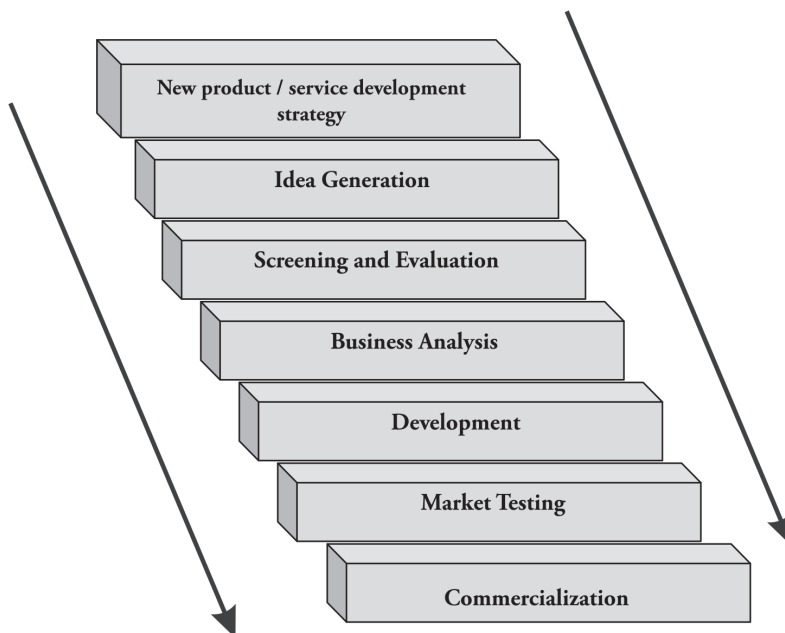 New product / service development
strategy
Idea Generation
Screening and Evaluation
Business Analysis
Development
Market Testing
Commercialization